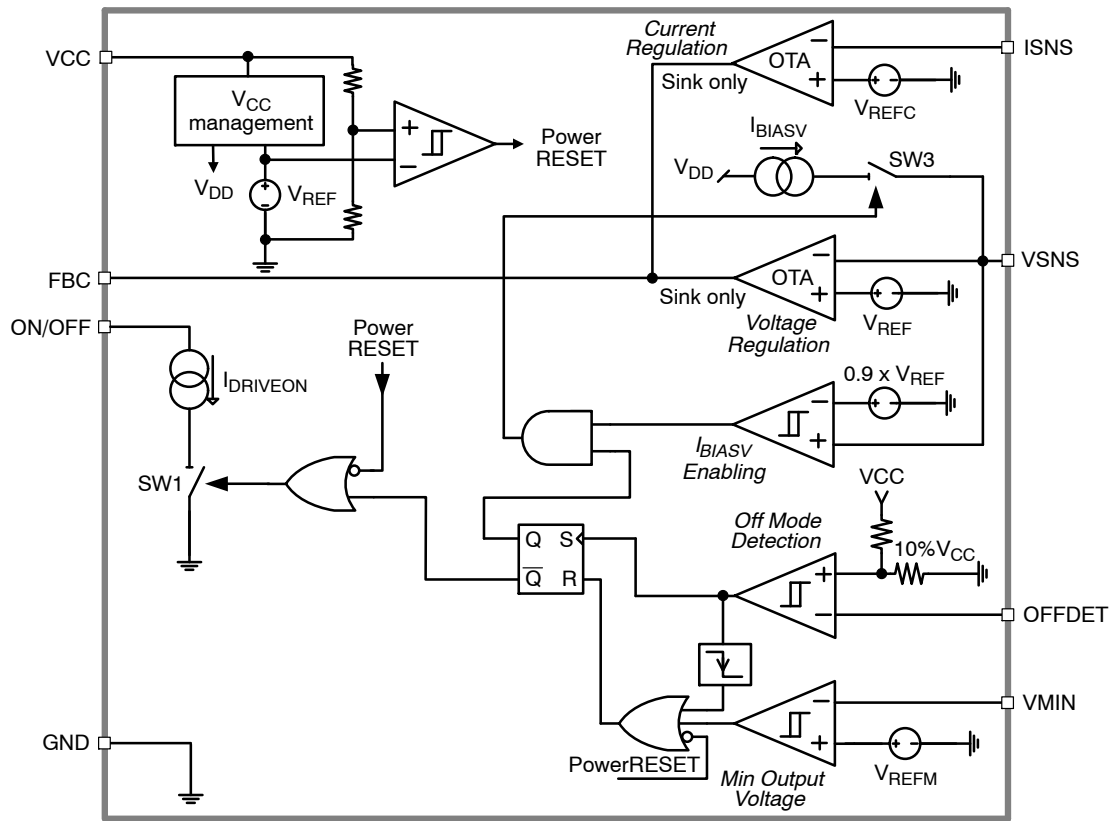 VCC
V_CC
management
V_DD
V_REF
+
−
+
−
Power
RESET
Current
Regulation
Sink only
OTA
−
+
+
−
V_REFC
ISNS
I_BIASV
V_DD
SW3
FBC
Sink only
OTA
−
+
+
−
V_REF
Voltage
Regulation
VSNS
ON/OFF
I_DRIVEON
Power
RESET
SW1
0.9 x V_REF
−
+
+
−
I_BIASV
Enabling
Q
S
Q̅
R
Off Mode
Detection
VCC
10%V_CC
+
−
OFFDET
VMIN
−
+
+
−
V_REFM
Min Output
Voltage
PowerRESET
GND